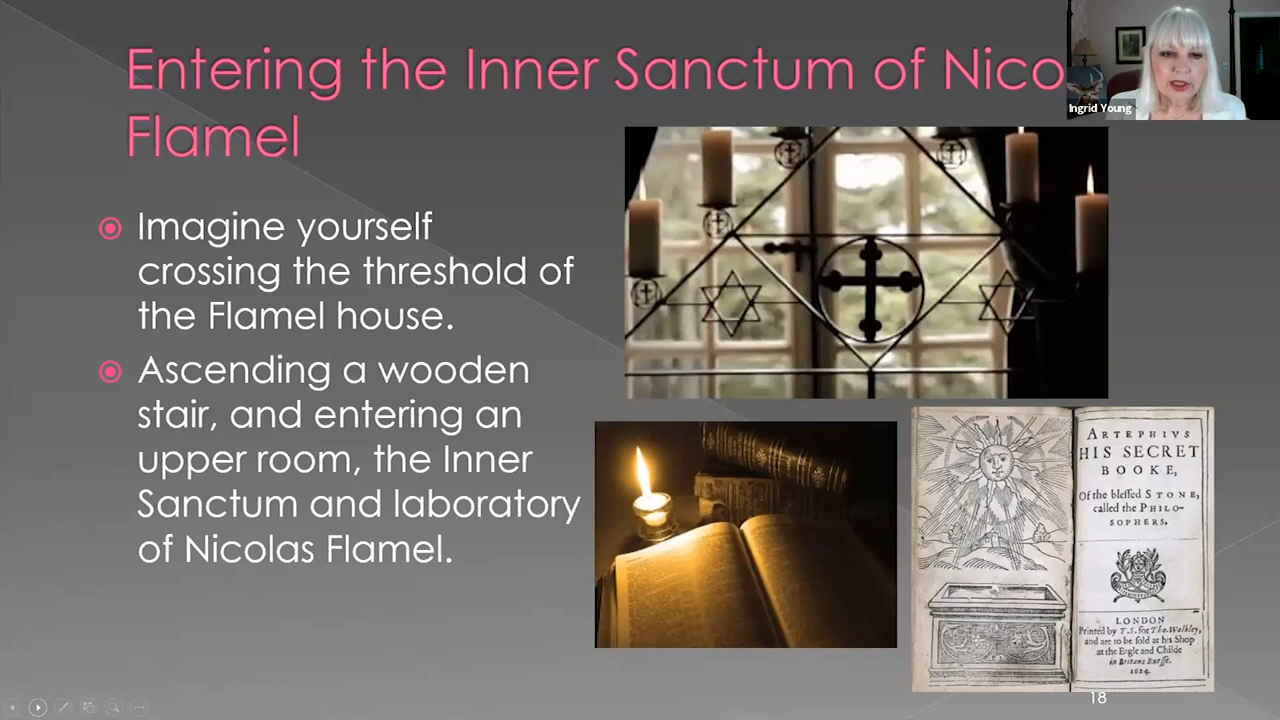 Entering the Inner Sanctum of Nico
Flamel
Ingrid Young
Imagine yourself
crossing the threshold of
the Flamel house.
Ascending a wooden
stair, and entering an
upper room, the Inner
Sanctum and laboratory
of Nicolas Flamel.
ARTEPHIVS
HIS SECRET
BOOKE,
Of the blessed STONE,
called the PHILO-
SOPHERS.
LONDON
Printed by T.S. for Tho. Walkley,
and are to be sold at his Shop
at the Eagle and Childe
in Britans Bursse.
1624.
18